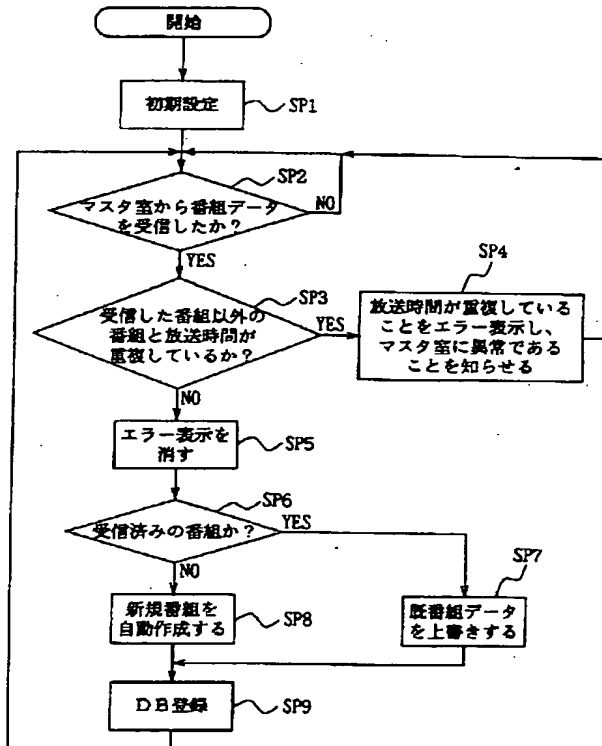 開始
初期設定
SP1
SP2
マスタ室から番組データ
を受信したか？
NO
YES
SP3
受信した番組以外の
番組と放送時間が
重複しているか？
YES
NO
SP4
放送時間が重複している
ことをエラー表示し、
マスタ室に異常である
ことを知らせる
エラー表示を
消す
SP5
SP6
受信済みの番組か？
YES
NO
SP7
既番組データ
を上書きする
新規番組を
自動作成する
SP8
DB登録
SP9